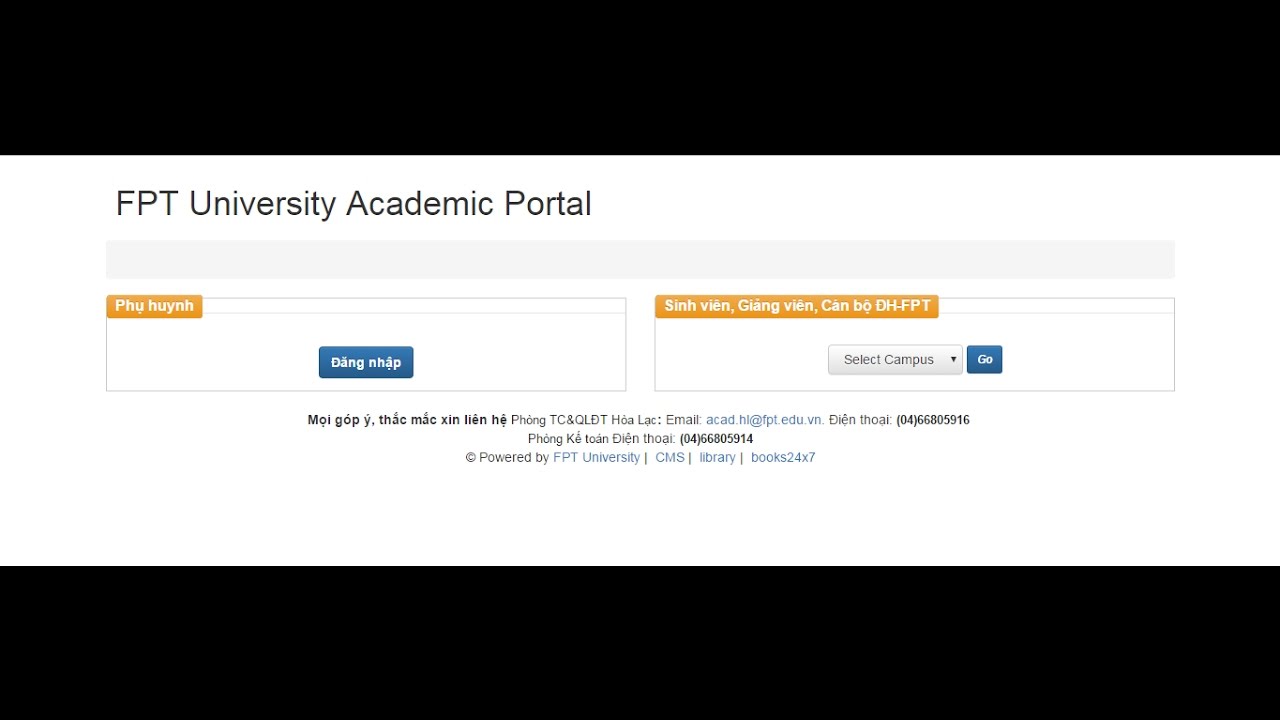 FPT University Academic Portal
Phụ huynh
Đăng nhập
Sinh viên, Giảng viên, Cán bộ ĐH-FPT
Select Campus Go
Mọi góp ý, thắc mắc xin liên hệ Phòng TC&QLĐT Hòa Lạc: Email: acad.hl@fpt.edu.vn. Điện thoại: (04)66805916
Phòng Kế toán Điện thoại: (04)66805914
© Powered by FPT University | CMS | library | books24x7